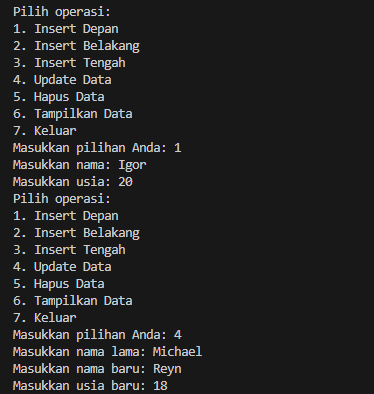 Pilih operasi:
1. Insert Depan
2. Insert Belakang
3. Insert Tengah
4. Update Data
5. Hapus Data
6. Tampilkan Data
7. Keluar
Masukkan pilihan Anda: 1
Masukkan nama: Igor
Masukkan usia: 20
Pilih operasi:
1. Insert Depan
2. Insert Belakang
3. Insert Tengah
4. Update Data
5. Hapus Data
6. Tampilkan Data
7. Keluar
Masukkan pilihan Anda: 4
Masukkan nama lama: Michael
Masukkan nama baru: Reyn
Masukkan usia baru: 18